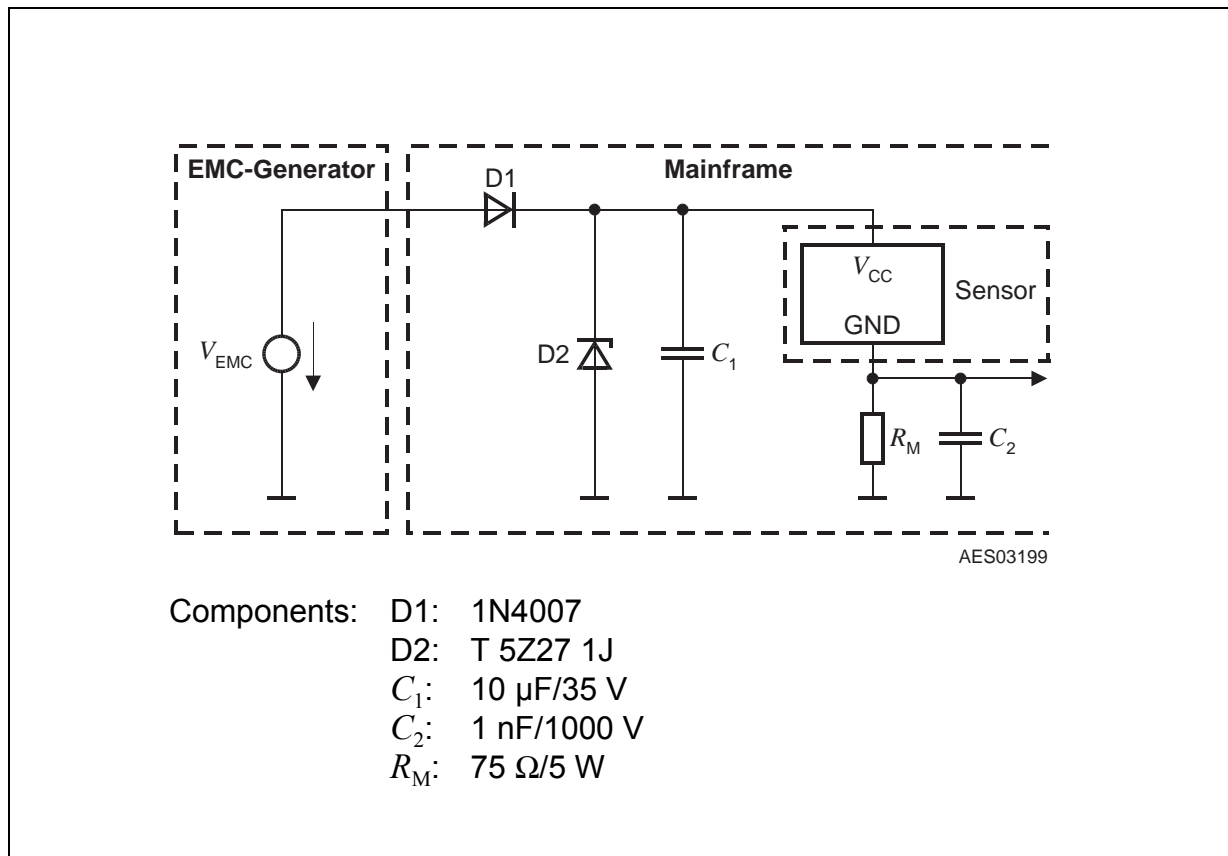 EMC-Generator
Mainframe
D1
V_CC
Sensor
GND
V_EMC
D2
C_1
R_M
C_2
AES03199
Components: D1: 1N4007
D2: T 5Z27 1J
C_1: 10 µF/35 V
C_2: 1 nF/1000 V
R_M: 75 Ω/5 W